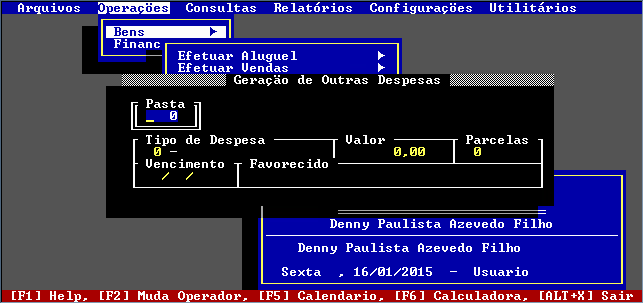 Arquivos Operações Consultas Relatórios Configurações Utilitários
Bens
Financ
Efetuar Aluguel
Efetuar Vendas
Geração de Outras Despesas
Pasta
0
Tipo de Despesa Valor Parcelas
0 - 0,00 0
Vencimento Favorecido
/ /
Denny Paulista Azevedo Filho
Denny Paulista Azevedo Filho
Sexta , 16/01/2015 - Usuario
[F1] Help, [F2] Muda Operador, [F5] Calendario, [F6] Calculadora, [ALT+X] Sair